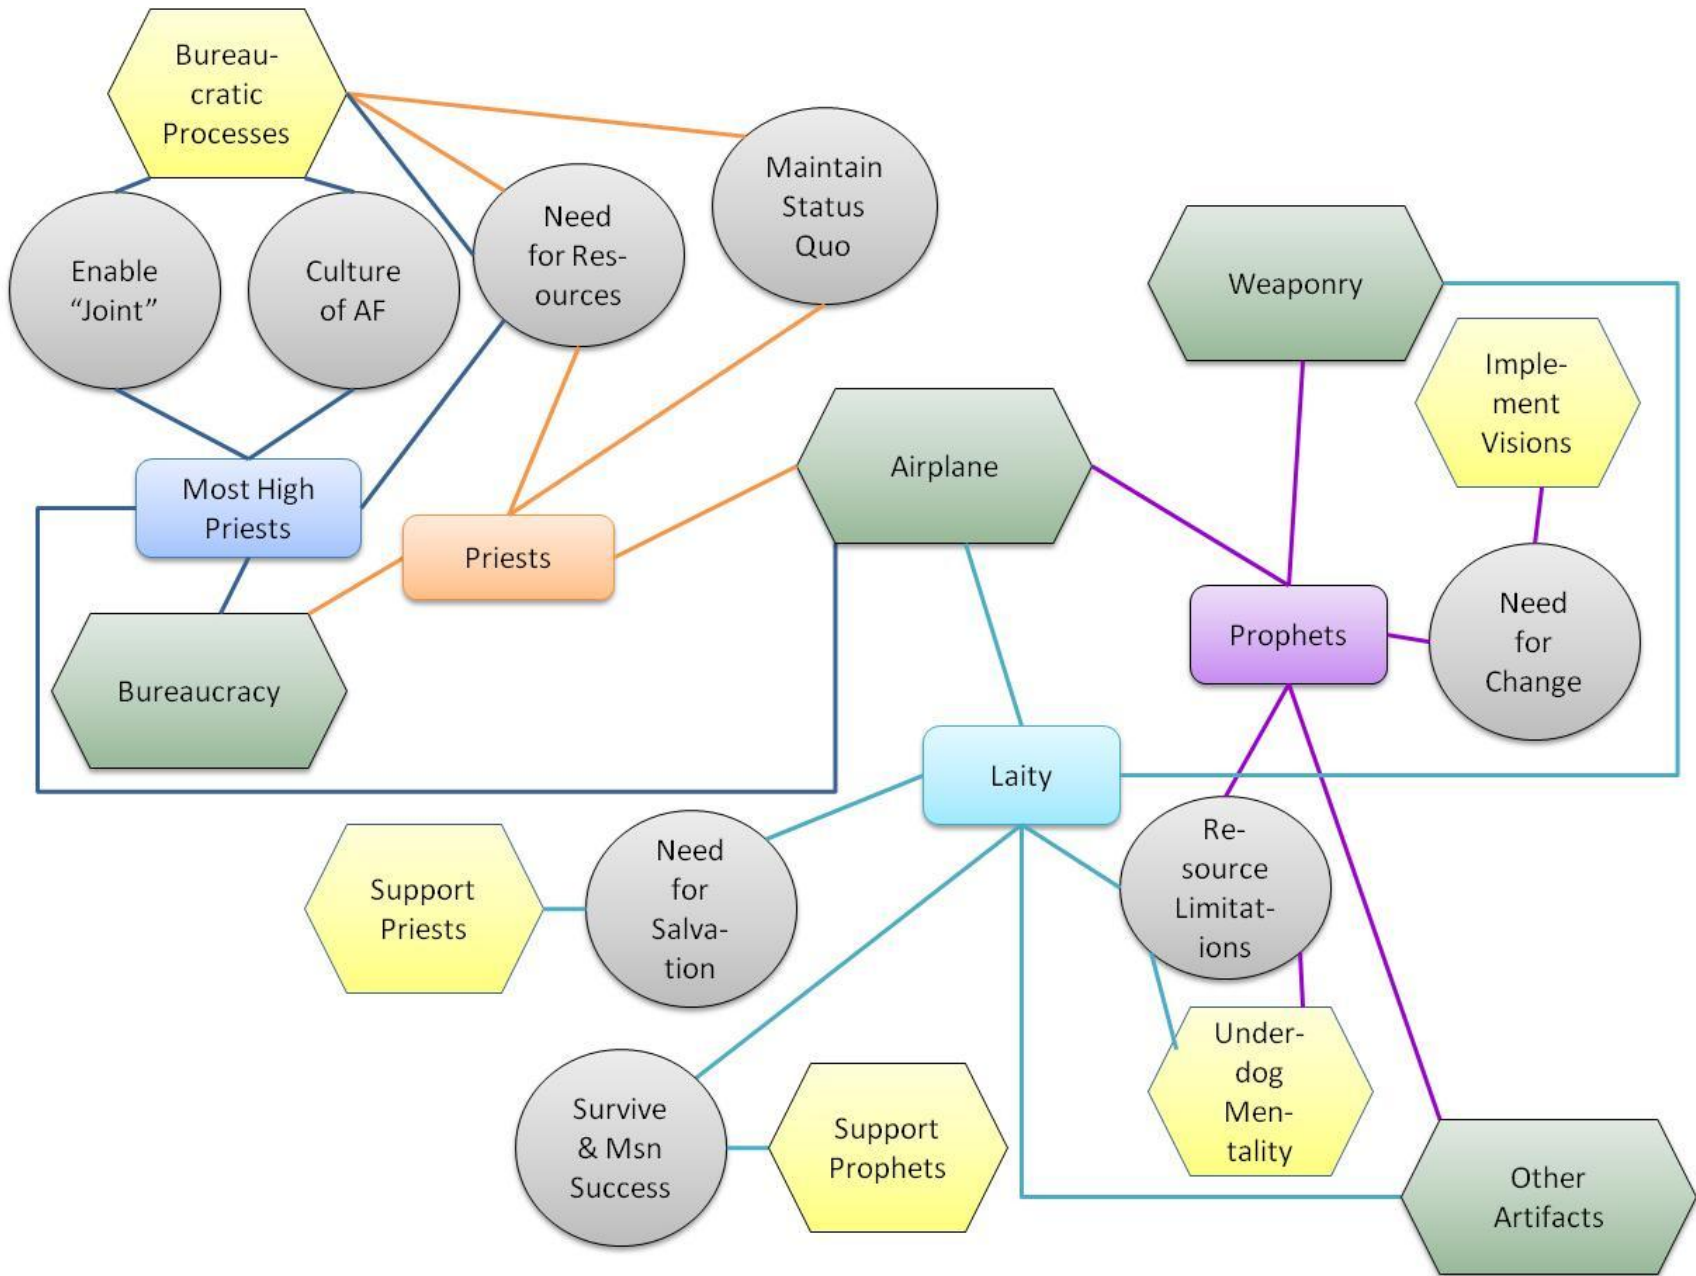 Bureau-
cratic
Processes
Maintain
Status
Quo
Need
for Res-
ources
Enable
“Joint”
Culture
of AF
Weaponry
Imple-
ment
Visions
Airplane
Most High
Priests
Priests
Need
for
Change
Prophets
Bureaucracy
Laity
Re-
source
Limitat-
ions
Need
for
Salva-
tion
Support
Priests
Under-
dog
Men-
tality
Survive
& Msn
Success
Support
Prophets
Other
Artifacts